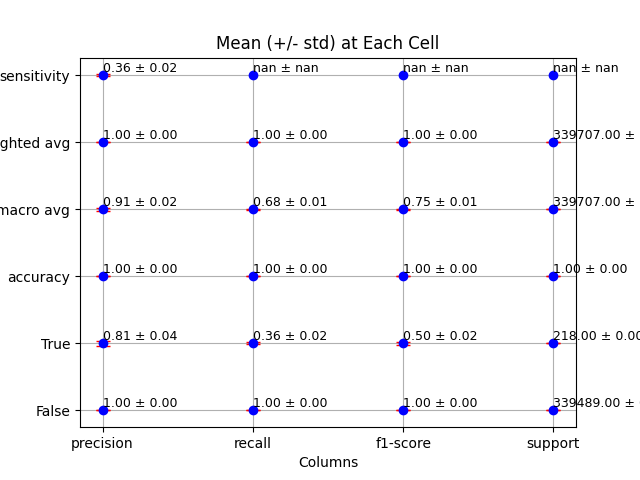 Mean (+/- std) at Each Cell
sensitivity 0.36 ± 0.02 nan ± nan nan ± nan nan ± nan
ghted avg 1.00 ± 0.00 1.00 ± 0.00 1.00 ± 0.00 339707.00 ±
macro avg 0.91 ± 0.02 0.68 ± 0.01 0.75 ± 0.01 339707.00 ±
accuracy 1.00 ± 0.00 1.00 ± 0.00 1.00 ± 0.00 1.00 ± 0.00
True 0.81 ± 0.04 0.36 ± 0.02 0.50 ± 0.02 218.00 ± 0.00
False 1.00 ± 0.00 1.00 ± 0.00 1.00 ± 0.00 339489.00 ±
precision recall f1-score support
Columns